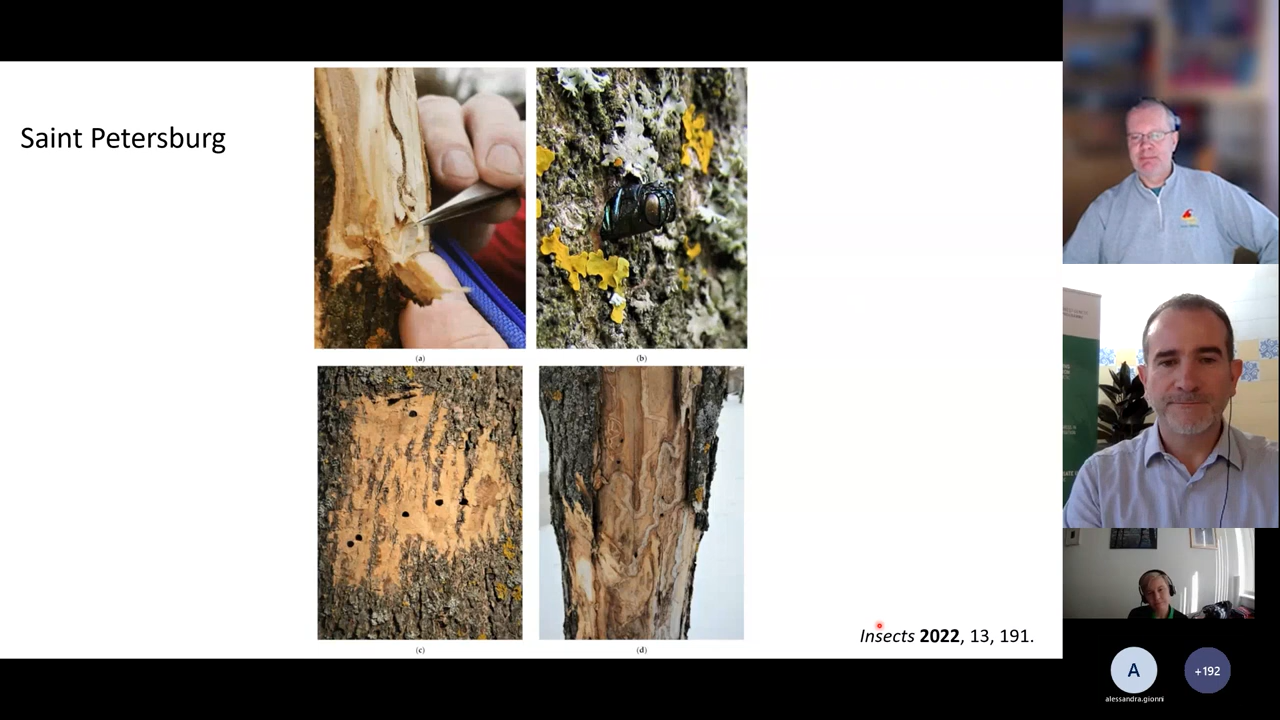 Saint Petersburg
(a)
(b)
(c)
(d)
Insects 2022, 13, 191.
A
+192
alessandra.gionni